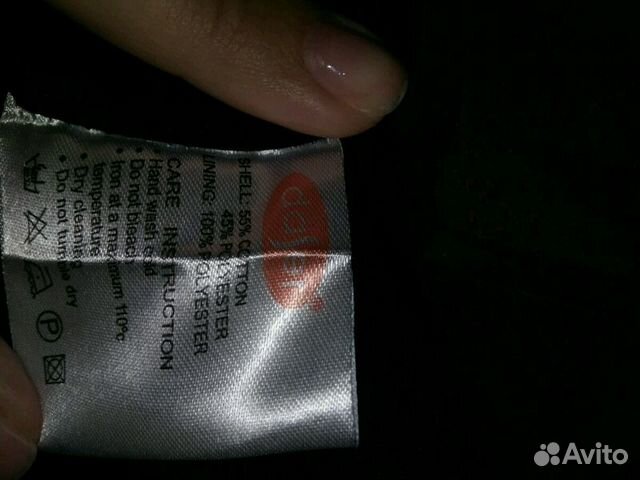 SHELL: 55% COTTON
45% POLYESTER
LINING: 100% POLYESTER
CARE INSTRUCTION
Hand wash cold
• Do not bleach
• Iron at a maximum 110°c
temperature
• Dry cleaning
• Do not tumble dry
P
Avito